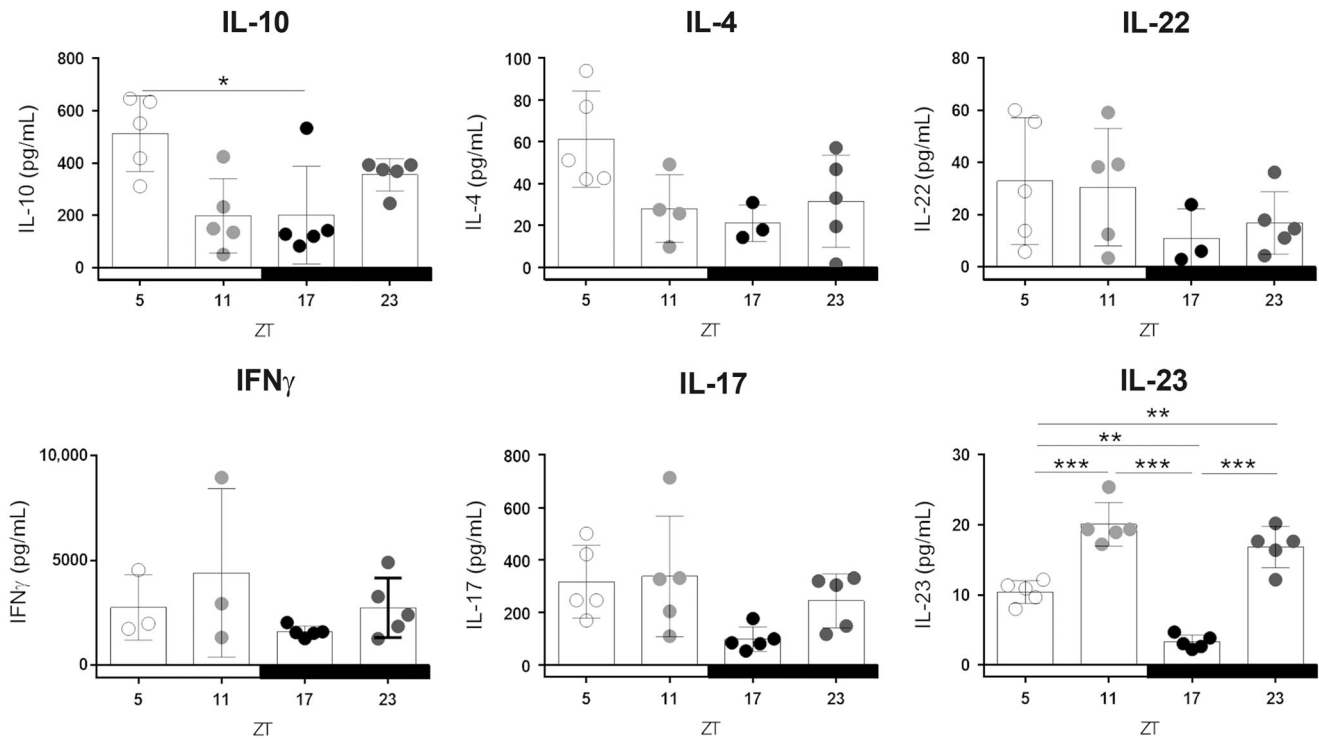 IL-10
IL-4
IL-22
800
600
400
200
0
IL-10 (pg/mL)
*
5 11 17 23
ZT
100
80
60
40
20
0
IL-4 (pg/mL)
5 11 17 23
ZT
80
60
40
20
0
IL-22 (pg/mL)
5 11 17 23
ZT
IFNγ
IL-17
IL-23
10,000
5000
0
IFNγ (pg/mL)
5 11 17 23
ZT
800
600
400
200
0
IL-17 (pg/mL)
5 11 17 23
ZT
**
**
*** *** ***
30
20
10
0
IL-23 (pg/mL)
5 11 17 23
ZT